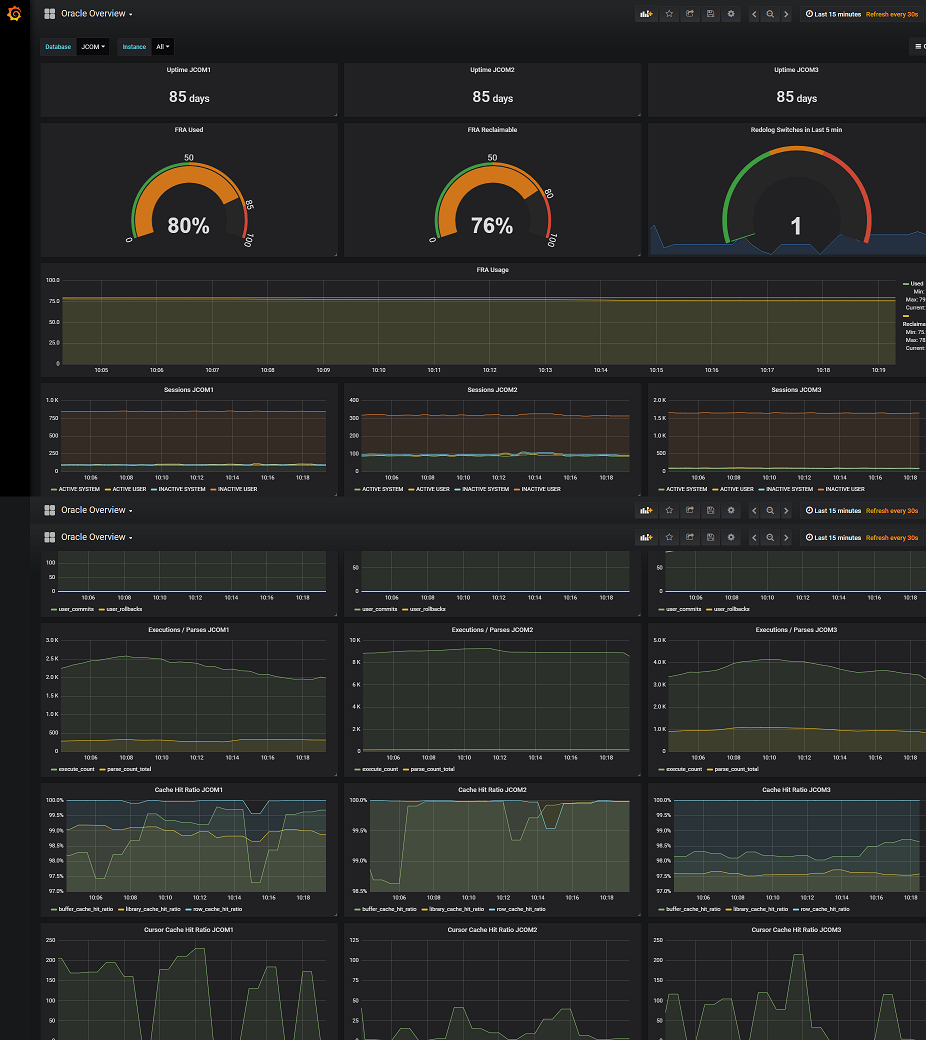 Oracle Overview
Last 15 minutes Refresh every 30s
Database JCOM Instance All
Uptime JCOM1 Uptime JCOM2 Uptime JCOM3
85 days 85 days 85 days
FRA Used FRA Reclaimable Redolog Switches in Last 5 min
50 50
85 80
80% 76% 1
0 100 0 100
FRA Usage
100.0
75.0
50.0
25.0
0
10:05 10:06 10:07 10:08 10:09 10:10 10:11 10:12 10:13 10:14 10:15 10:16 10:17 10:18 10:19
Used
Min:
Max: 79
Current:
Reclaima
Min: 75.
Max: 78
Current:
Sessions JCOM1 Sessions JCOM2 Sessions JCOM3
1.0 K 400 2.0 K
750 300 1.5 K
500 200 1.0 K
250 100 500
0 0 0
10:06 10:08 10:10 10:12 10:14 10:16 10:18 10:06 10:08 10:10 10:12 10:14 10:16 10:18 10:06 10:08 10:10 10:12 10:14 10:16 10:18
ACTIVE SYSTEM ACTIVE USER INACTIVE SYSTEM INACTIVE USER ACTIVE SYSTEM ACTIVE USER INACTIVE SYSTEM INACTIVE USER ACTIVE SYSTEM ACTIVE USER INACTIVE SYSTEM INACTIVE USER
Oracle Overview Last 15 minutes Refresh every 30s
Oracle Overview Last 15 minutes Refresh every 30s
100 50 50
50
0 0 0
10:06 10:08 10:10 10:12 10:14 10:16 10:18 10:06 10:08 10:10 10:12 10:14 10:16 10:18 10:06 10:08 10:10 10:12 10:14 10:16 10:18
user_commits user_rollbacks user_commits user_rollbacks user_commits user_rollbacks
Executions / Parses JCOM1 Executions / Parses JCOM2 Executions / Parses JCOM3
3.0 K 10 K 5.0 K
2.5 K 8 K 4.0 K
2.0 K 6 K 3.0 K
1.5 K 4 K 2.0 K
1.0 K 2 K 1.0 K
500
0 0 0
10:06 10:08 10:10 10:12 10:14 10:16 10:18 10:06 10:08 10:10 10:12 10:14 10:16 10:18 10:06 10:08 10:10 10:12 10:14 10:16 10:18
execute_count parse_count_total execute_count parse_count_total execute_count parse_count_total
Cache Hit Ratio JCOM1 Cache Hit Ratio JCOM2 Cache Hit Ratio JCOM3
100.0% 100.0% 100.0%
99.5% 99.5% 99.5%
99.0% 99.0% 99.0%
98.5% 98.5% 98.5%
98.0% 98.0%
97.5% 97.5%
97.0% 97.0%
10:06 10:08 10:10 10:12 10:14 10:16 10:18 10:06 10:08 10:10 10:12 10:14 10:16 10:18 10:06 10:08 10:10 10:12 10:14 10:16 10:18
buffer_cache_hit_ratio library_cache_hit_ratio row_cache_hit_ratio buffer_cache_hit_ratio library_cache_hit_ratio row_cache_hit_ratio buffer_cache_hit_ratio library_cache_hit_ratio row_cache_hit_ratio
Cursor Cache Hit Ratio JCOM1 Cursor Cache Hit Ratio JCOM2 Cursor Cache Hit Ratio JCOM3
250 125 250
200 100 200
150 75 150
100 50 100
50 25 50